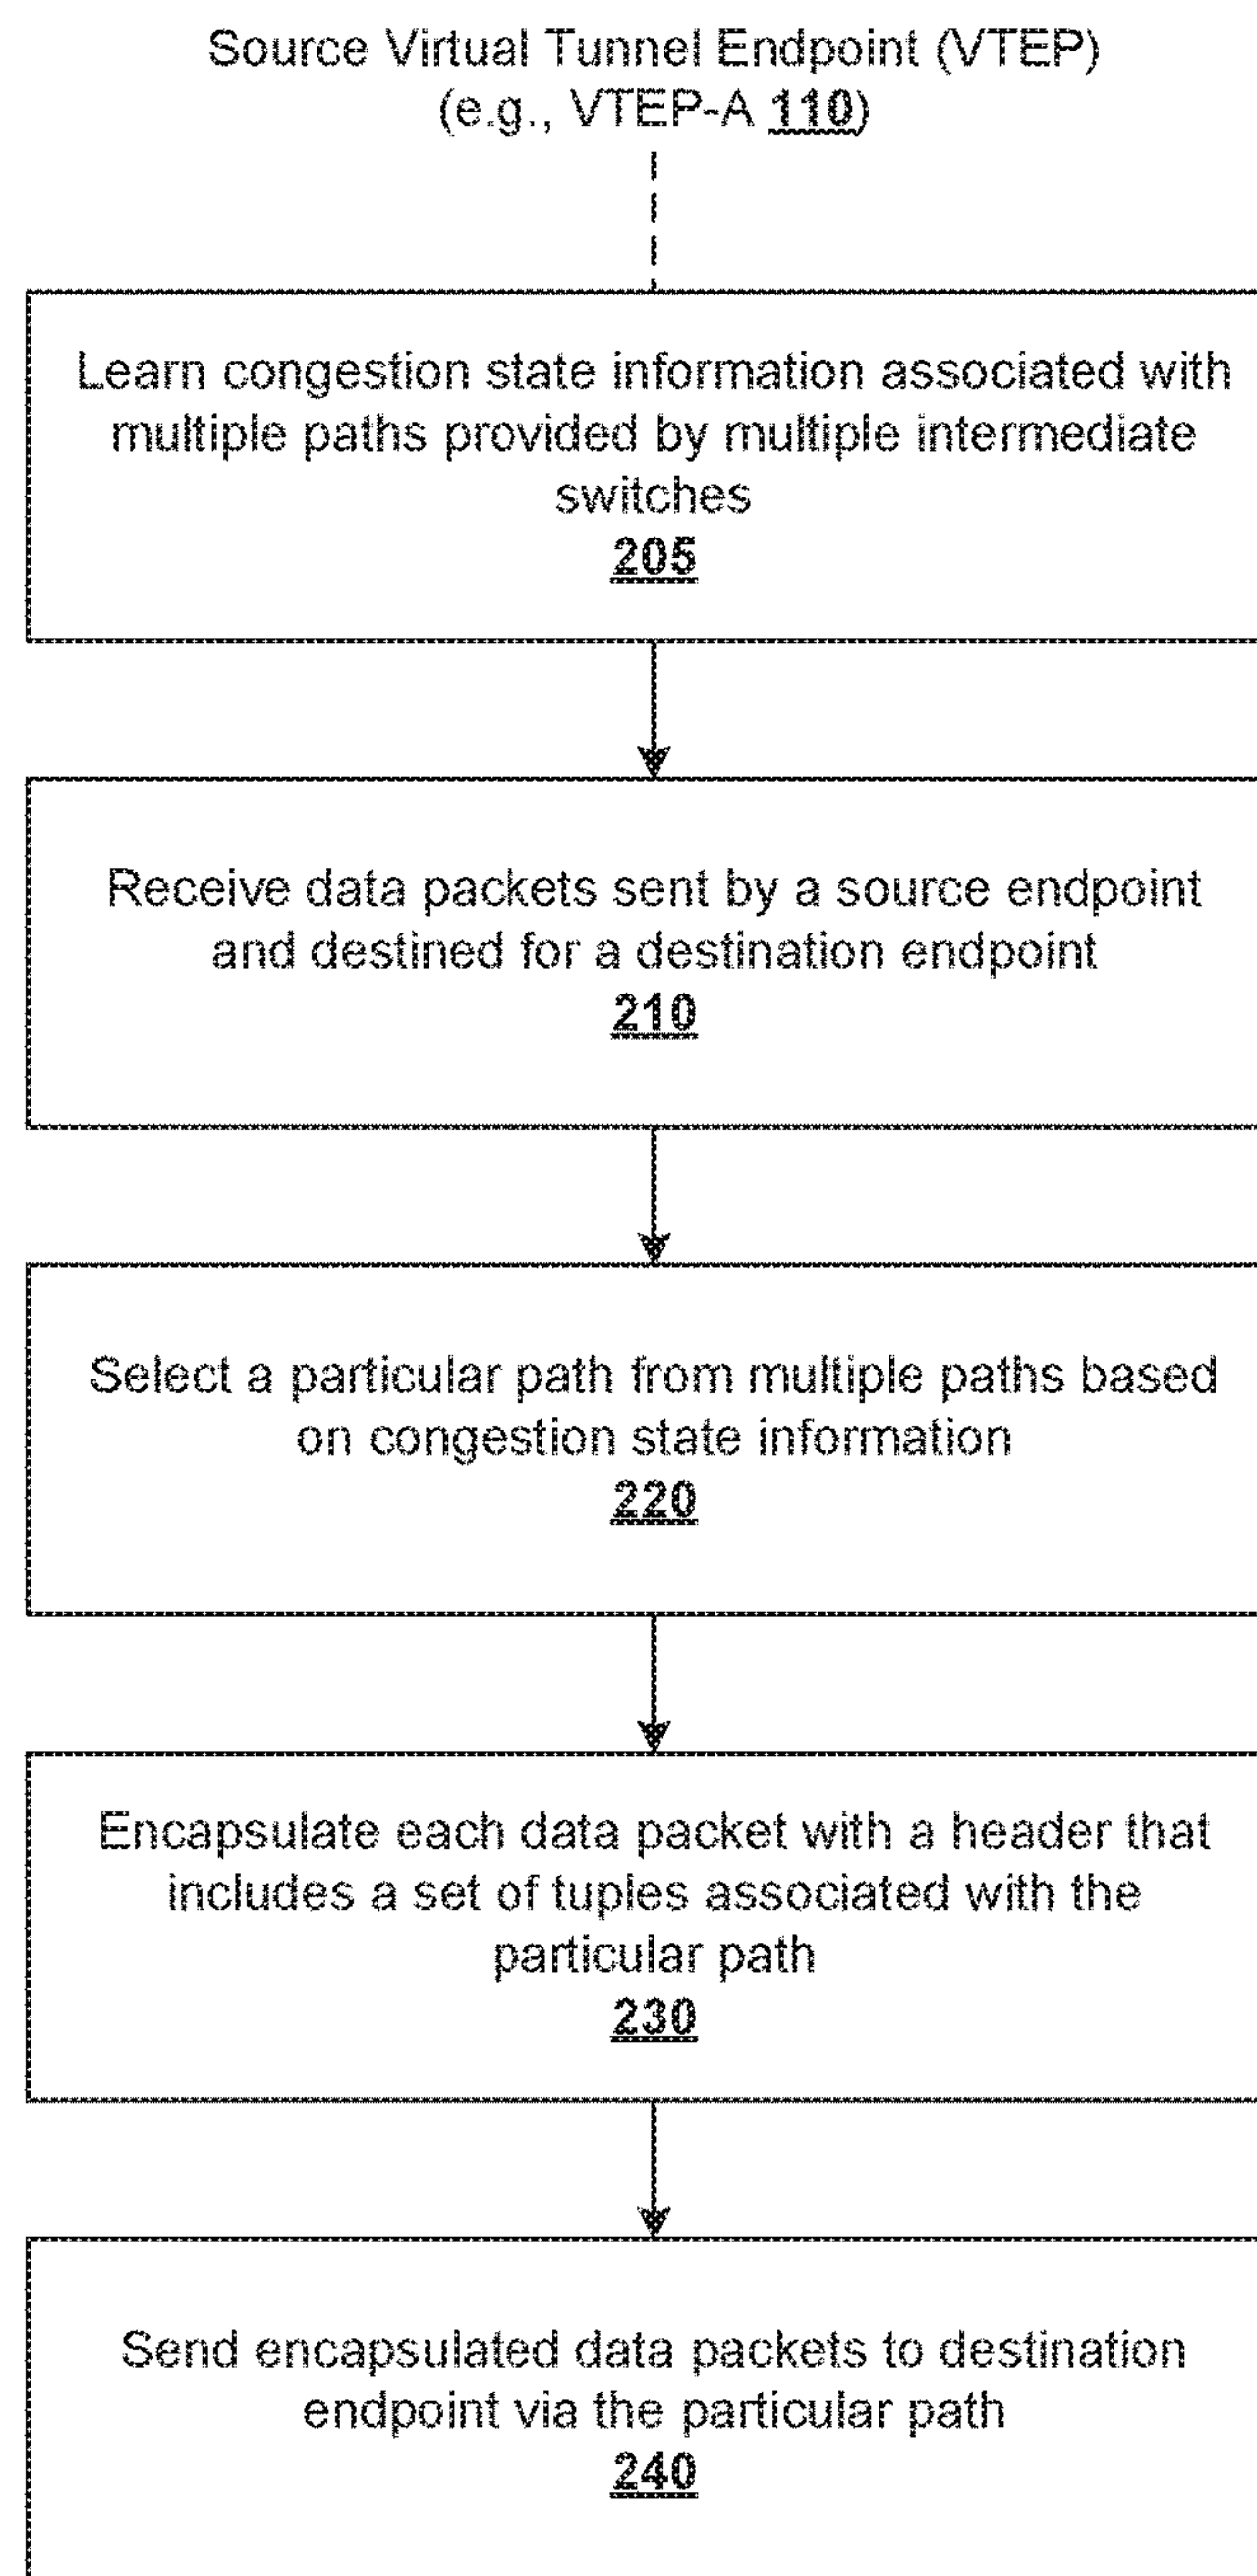 Source Virtual Tunnel Endpoint (VTEP)
(e.g., VTEP-A 110)
Learn congestion state information associated with
multiple paths provided by multiple intermediate
switches
205
Receive data packets sent by a source endpoint
and destined for a destination endpoint
210
Select a particular path from multiple paths based
on congestion state information
220
Encapsulate each data packet with a header that
includes a set of tuples associated with the
particular path
230
Send encapsulated data packets to destination
endpoint via the particular path
240